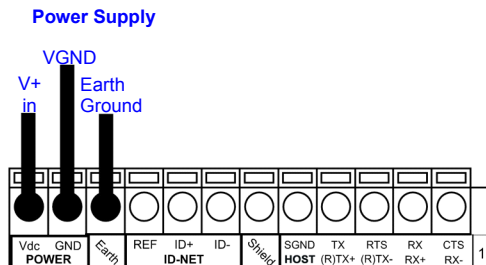 Power Supply
VGND
V+
in
Earth
Ground
Vdc GND Earth REF ID+ ID- Shield SGND TX RTS RX CTS
POWER ID-NET HOST (R)TX+ (R)TX- RX+ RX-
1